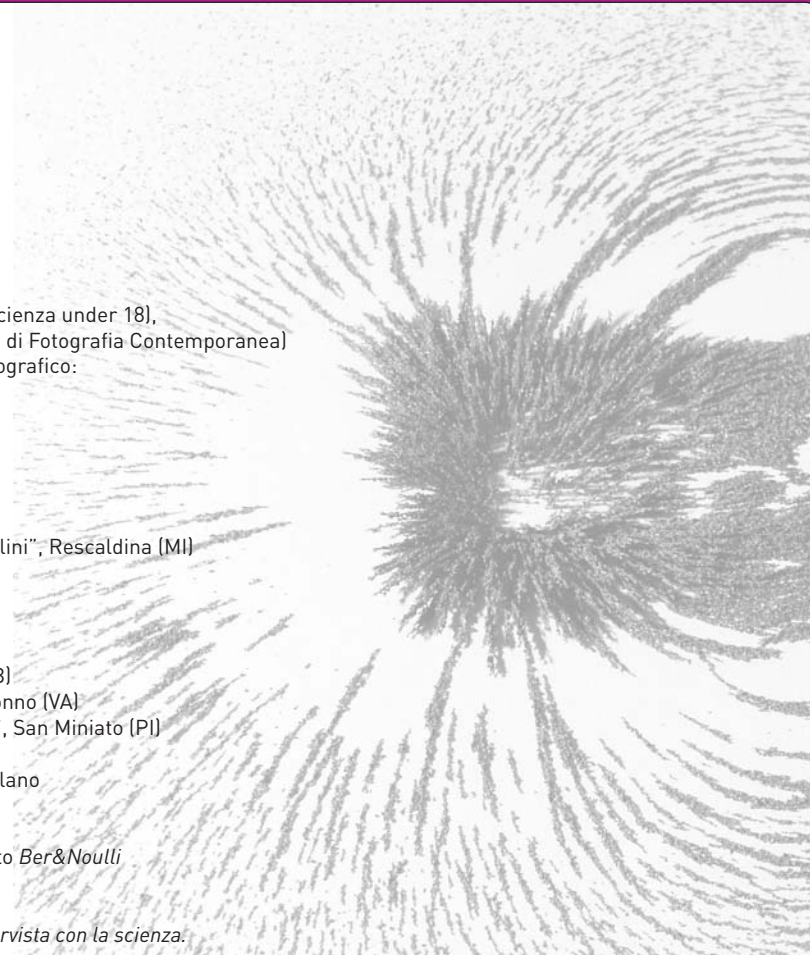 cienza under 18),
di Fotografia Contemporanea)
ografico:
lini”, Rescaldina (MI)
B)
onno (VA)
”, San Miniato (PI)
lano
to Ber&Noulli
rvista con la scienza.